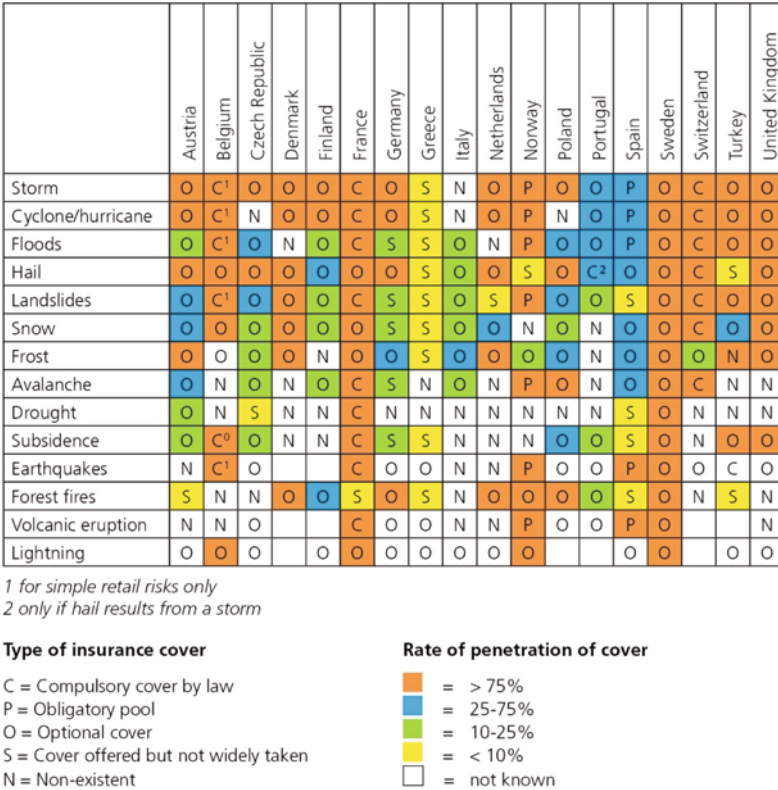 Austria Belgium Czech Republic Denmark Finland France Germany Greece Italy Netherlands Norway Poland Portugal Spain Sweden Switzerland Turkey United Kingdom
Storm O C¹ O O O C O S N O P O O P O C O O
Cyclone/hurricane O C¹ N O O C O S N O P N O P O C O O
Floods O C¹ O N O C S S O N P O O P O C O O
Hail O O O O O O O S O O S O C² O O C S O
Landslides O C¹ O O O C S S O S P O O S O C O O
Snow O O O O O O S S O O N O N O O C O O
Frost O O O O N O O S O O O O N O O O N O
Avalanche O N O N O C S N O N P O N O O C N N
Drought O N S N N C N N N N N N N S O N N N
Subsidence O C⁰ O N N C S S N N N O O S O N O O
Earthquakes N C¹ O C O O N N P O O P O O C O
Forest fires S N N O O S O S N O O O O S O N S N
Volcanic eruption N N O C O O N N P O O P O N
Lightning O O O O O O O O O O O O O O
1 for simple retail risks only
2 only if hail results from a storm
Type of insurance cover
C = Compulsory cover by law
P = Obligatory pool
O = Optional cover
S = Cover offered but not widely taken
N = Non-existent
Rate of penetration of cover
= > 75%
= 25-75%
= 10-25%
= < 10%
= not known